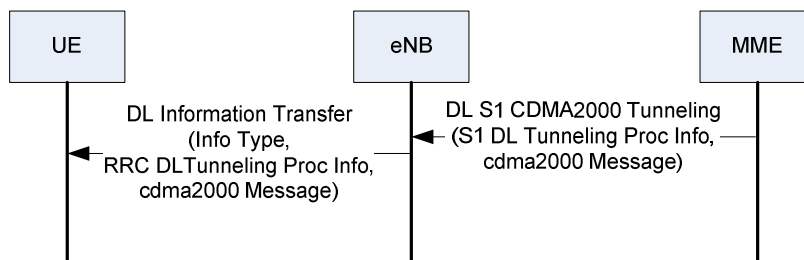 UE
eNB
MME
DL Information Transfer
(Info Type,
RRC DLTunneling Proc Info,
cdma2000 Message)
DL S1 CDMA2000 Tunneling
(S1 DL Tunneling Proc Info,
cdma2000 Message)